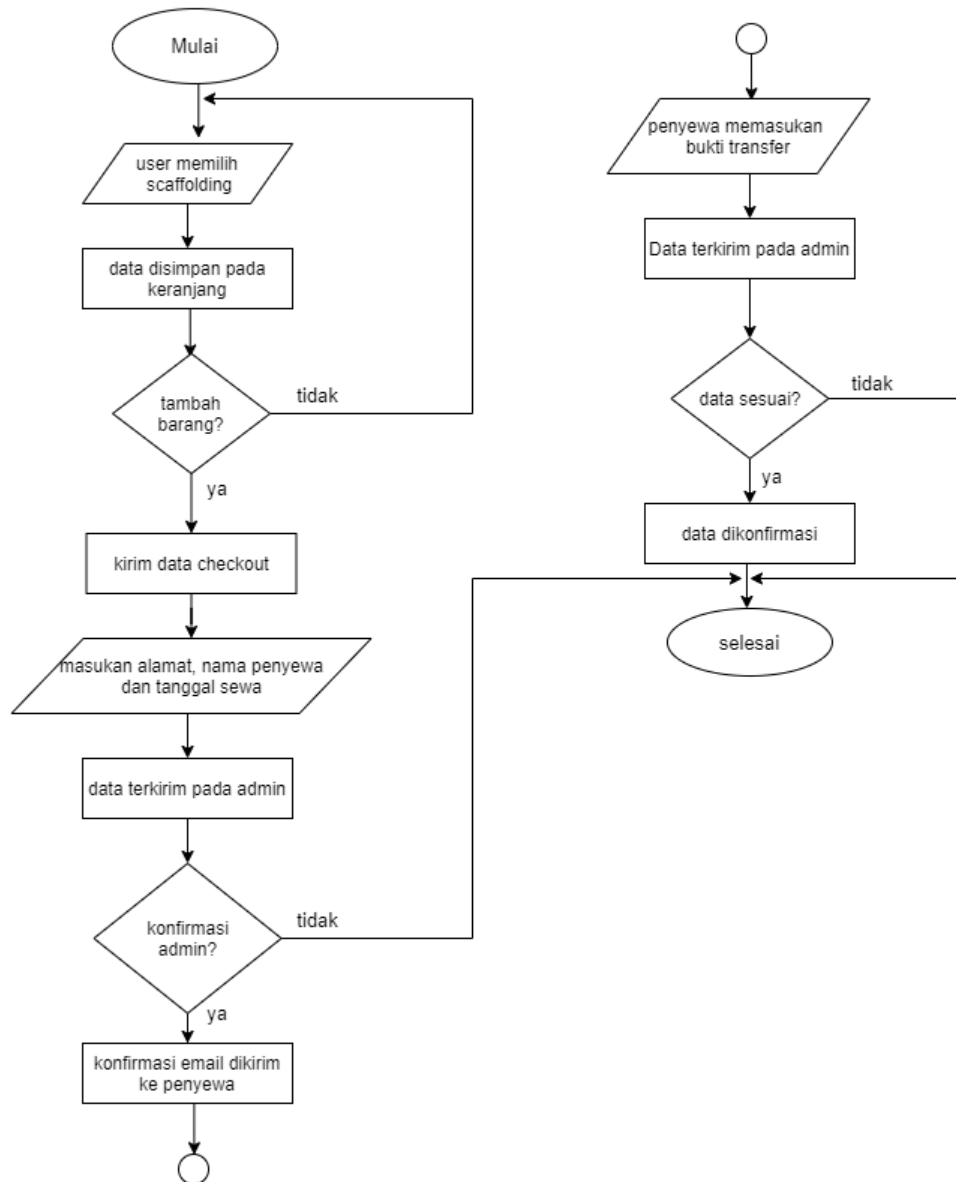 Mulai
user memilih
scaffolding
data disimpan pada
keranjang
tambah
barang?
tidak
ya
kirim data checkout
masukan alamat, nama penyewa
dan tanggal sewa
data terkirim pada admin
konfirmasi
admin?
tidak
ya
konfirmasi email dikirim
ke penyewa
penyewa memasukan
bukti transfer
Data terkirim pada admin
data sesuai?
tidak
ya
data dikonfirmasi
selesai